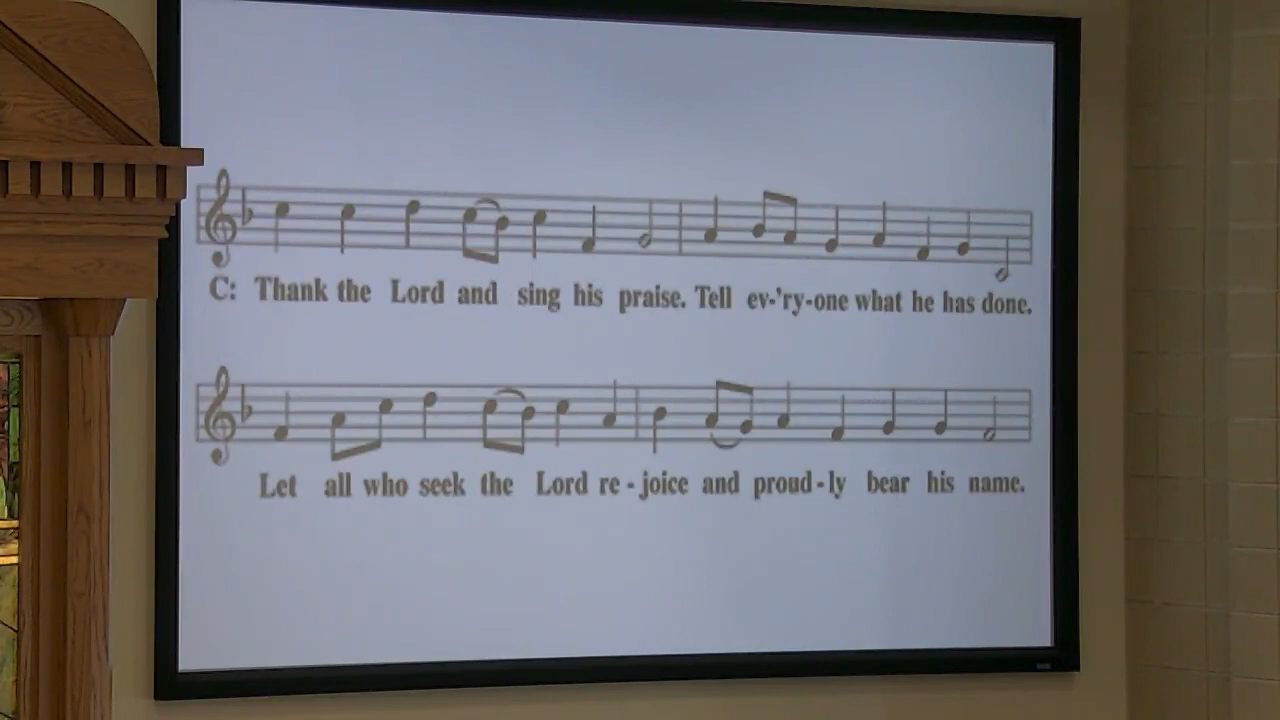 C: Thank the Lord and sing his praise. Tell ev-'ry-one what he has done.
Let all who seek the Lord re - joice and proud - ly bear his name.